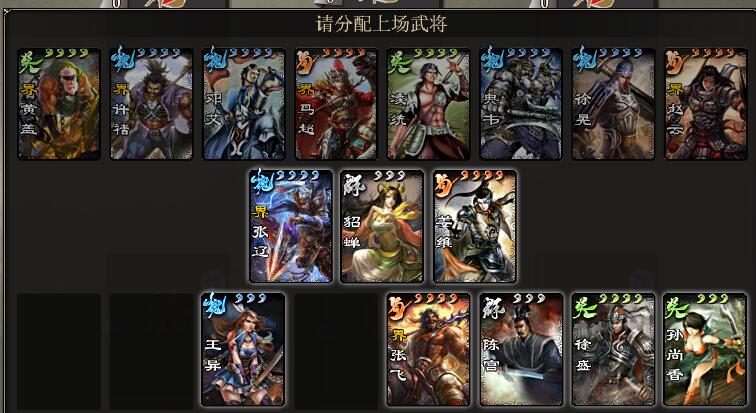 0
0
0
请分配上场武将
吴 界黄盖
魏 界许褚
魏 邓艾
蜀 界马超
吴 凌统
魏 典韦
魏 徐晃
蜀 界赵云
魏 界张辽
群 貂蝉
蜀 姜维
魏 王异
蜀 界张飞
群 陈宫
吴 徐盛
吴 孙尚香